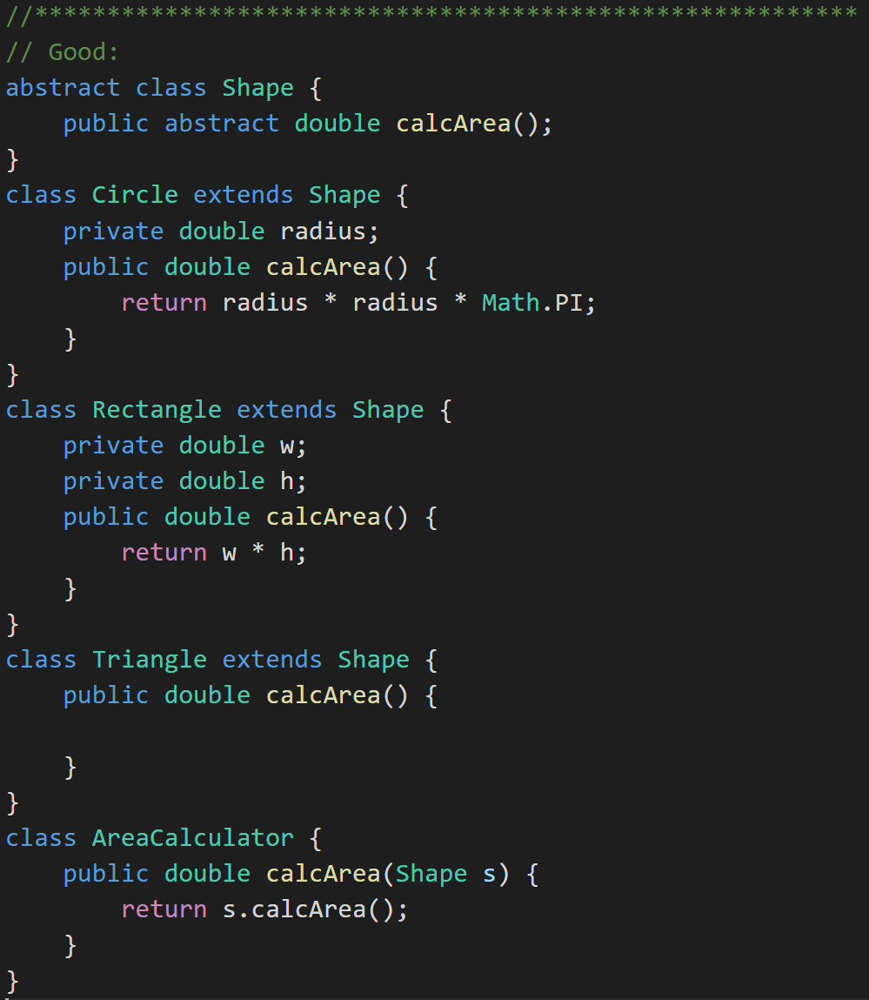 //*********************************************************
// Good:
abstract class Shape {
    public abstract double calcArea();
}
class Circle extends Shape {
    private double radius;
    public double calcArea() {
        return radius * radius * Math.PI;
    }
}
class Rectangle extends Shape {
    private double w;
    private double h;
    public double calcArea() {
        return w * h;
    }
}
class Triangle extends Shape {
    public double calcArea() {

    }
}
class AreaCalculator {
    public double calcArea(Shape s) {
        return s.calcArea();
    }
}